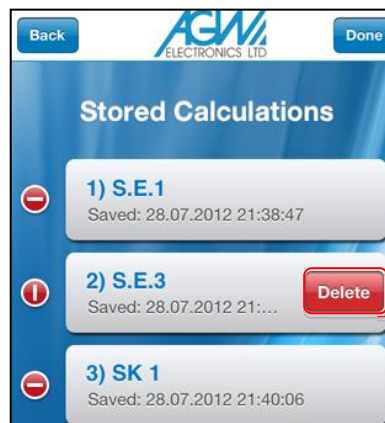 Back
AGW
Done
ELECTRONICS LTD
Stored Calculations
1) S.E.1
Saved: 28.07.2012 21:38:47
2) S.E.3
Saved: 28.07.2012 21:...
Delete
3) SK 1
Saved: 28.07.2012 21:40:06